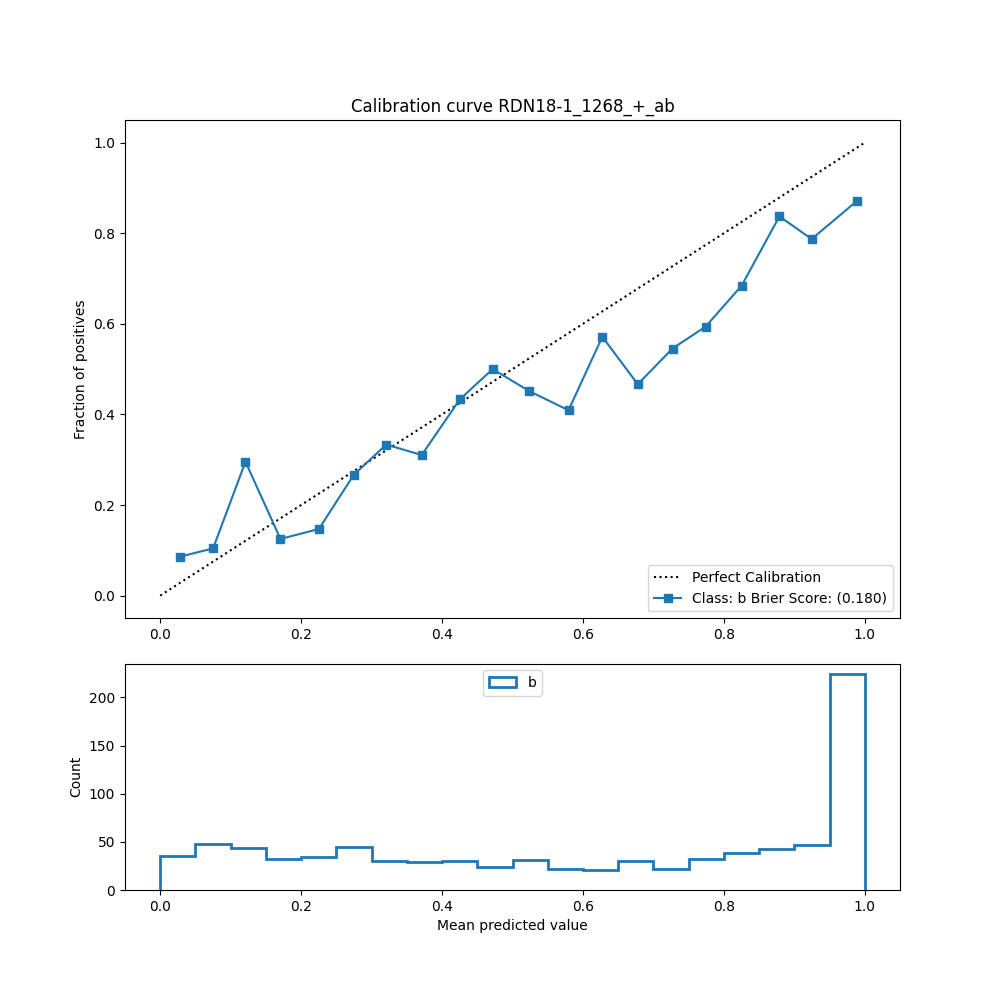 Calibration curve RDN18-1_1268_+_ab
Fraction of positives
1.0
0.8
0.6
0.4
0.2
0.0
Perfect Calibration
Class: b Brier Score: (0.180)
0.0 0.2 0.4 0.6 0.8 1.0
b
Count
200
150
100
50
0
0.0 0.2 0.4 0.6 0.8 1.0
Mean predicted value